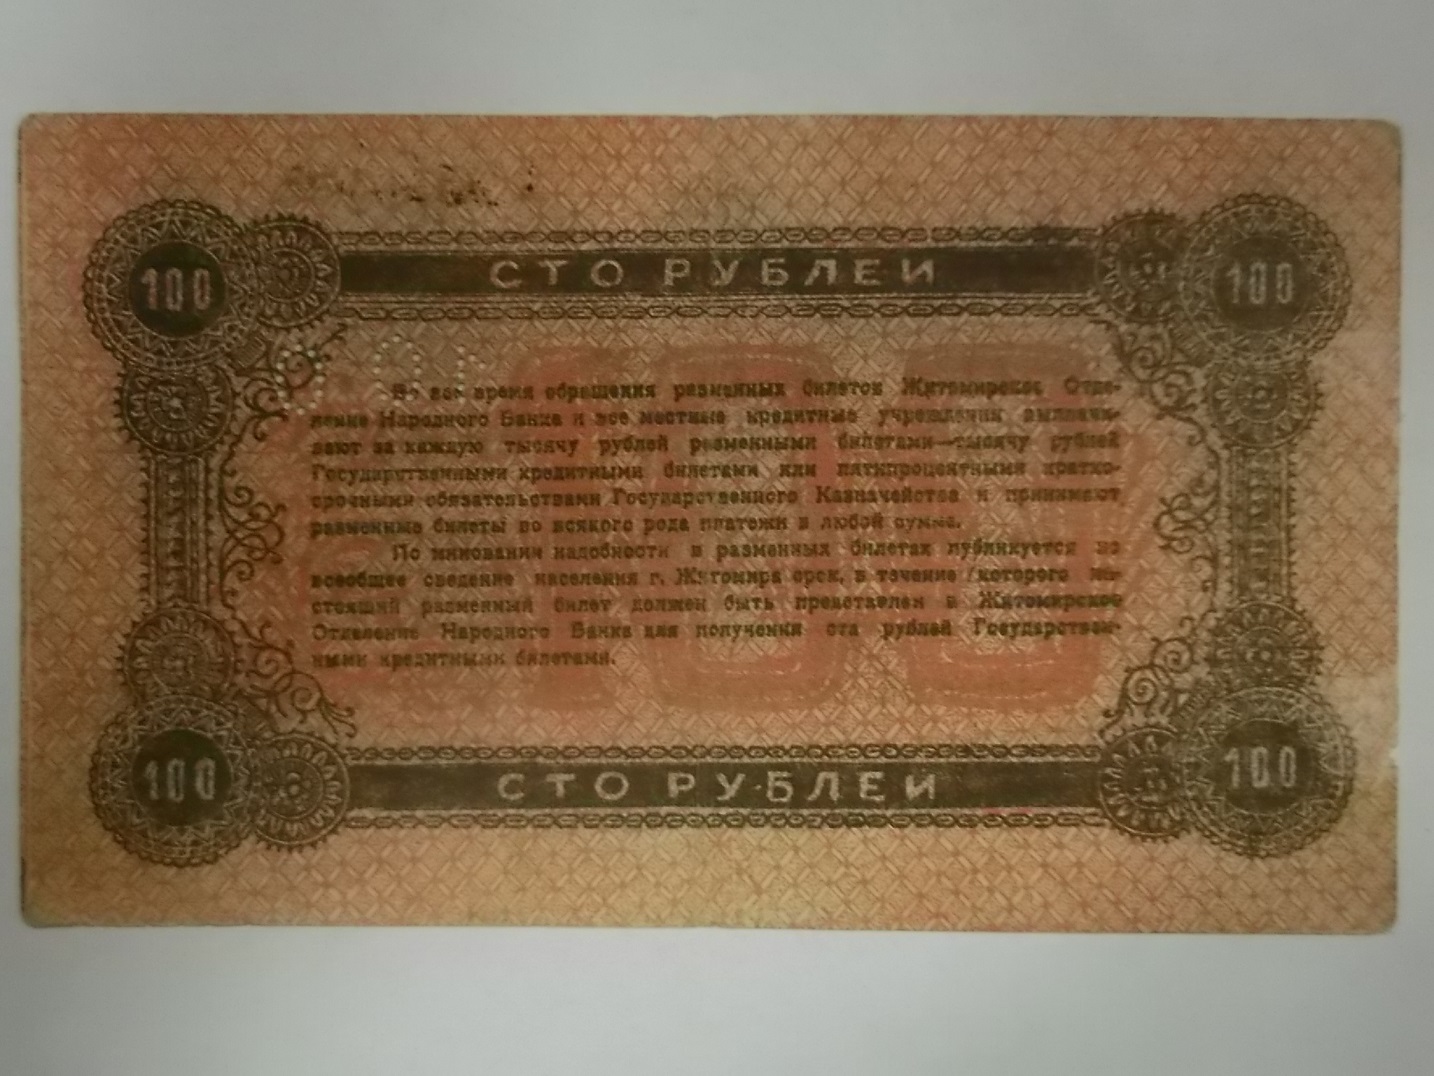 100 СТО РУБЛЕЙ 100
Во все время обращения разменных билетов Житомирское Отде-
ление Народного Банка и все местные кредитные учреждения выплачи-
вают за каждую тысячу рублей разменными билетами—тысячу рублей
Государственными кредитными билетами или пятипроцентными кратко-
срочными обязательствами Государственного Казначейства и принимают
разменные билеты во всякого рода платежи в любой сумме.
По миновании надобности в разменных билетах публикуется во
всеобщее сведение населения г. Житомира срок, в течение которого на-
стоящий разменный билет должен быть представлен в Житомирское
Отделение Народного Банка для получения ста рублей Государствен-
ными кредитными билетами.
100 СТО РУБЛЕЙ 100